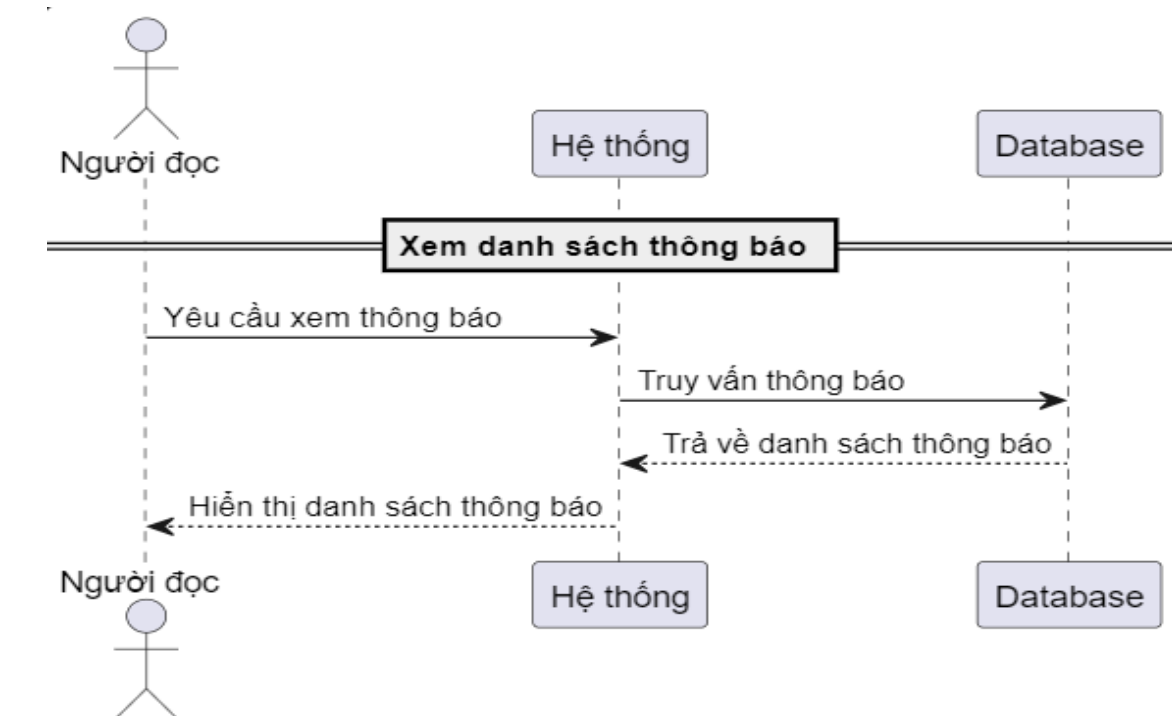 Người đọc
Hệ thống
Database
Xem danh sách thông báo
Yêu cầu xem thông báo
Truy vấn thông báo
Trả về danh sách thông báo
Hiển thị danh sách thông báo
Người đọc
Hệ thống
Database